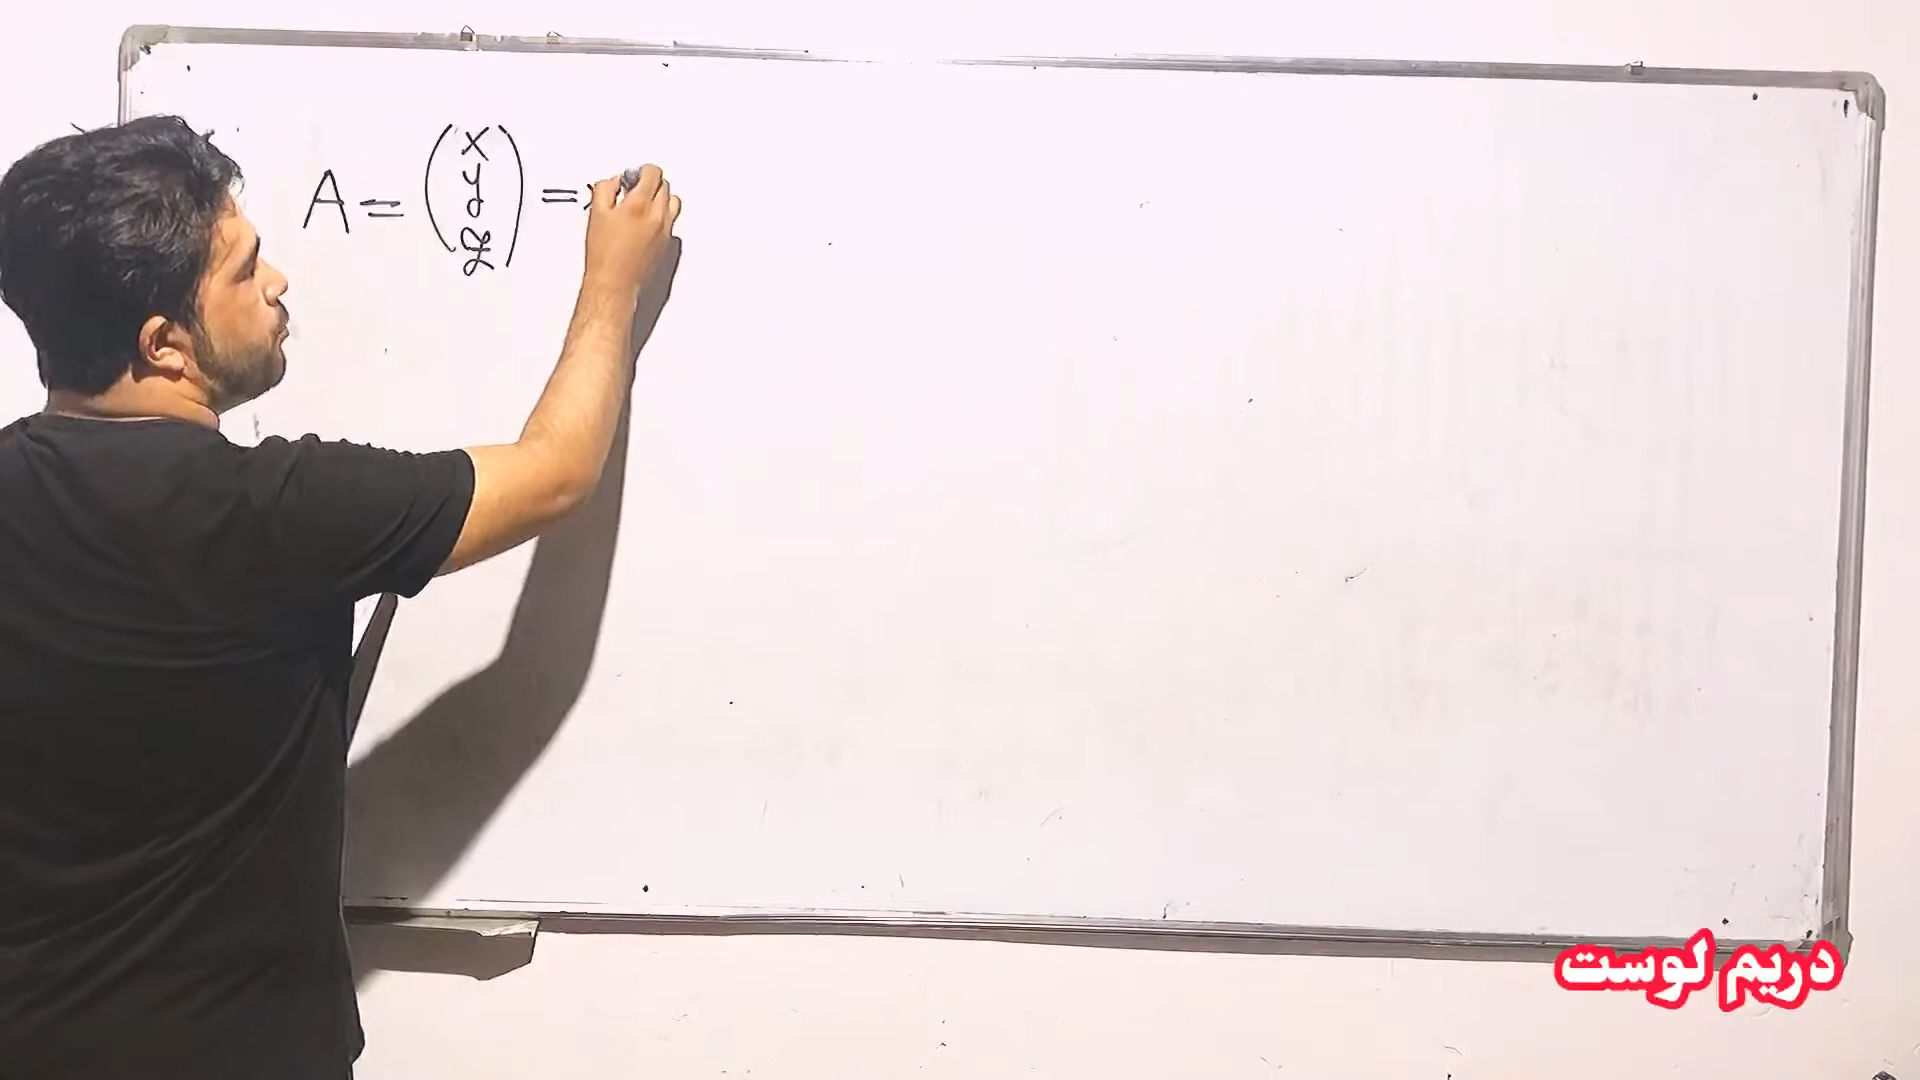 A = (x y z) =
دریم لوست